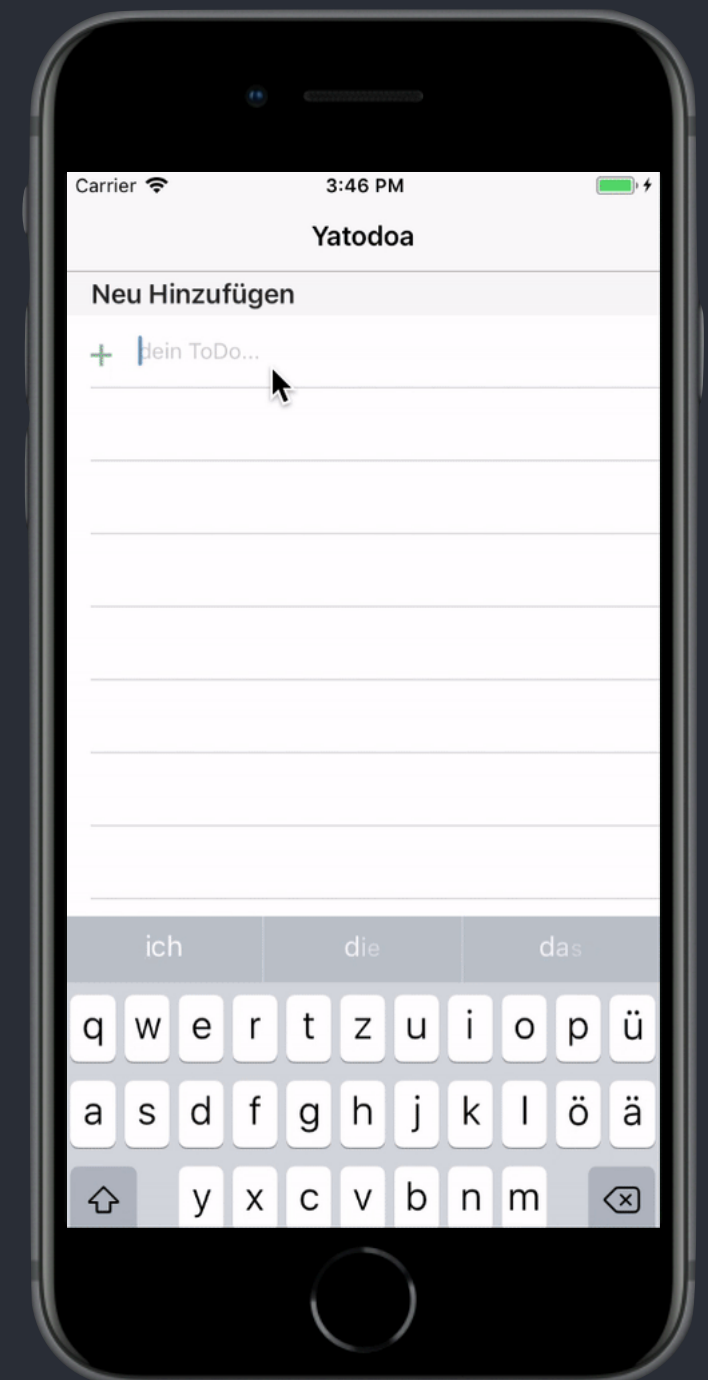 Carrier 3:46 PM
Yatodoa
Neu Hinzufügen
+ dein ToDo...
ich die das
q w e r t z u i o p ü
a s d f g h j k l ö ä
y x c v b n m